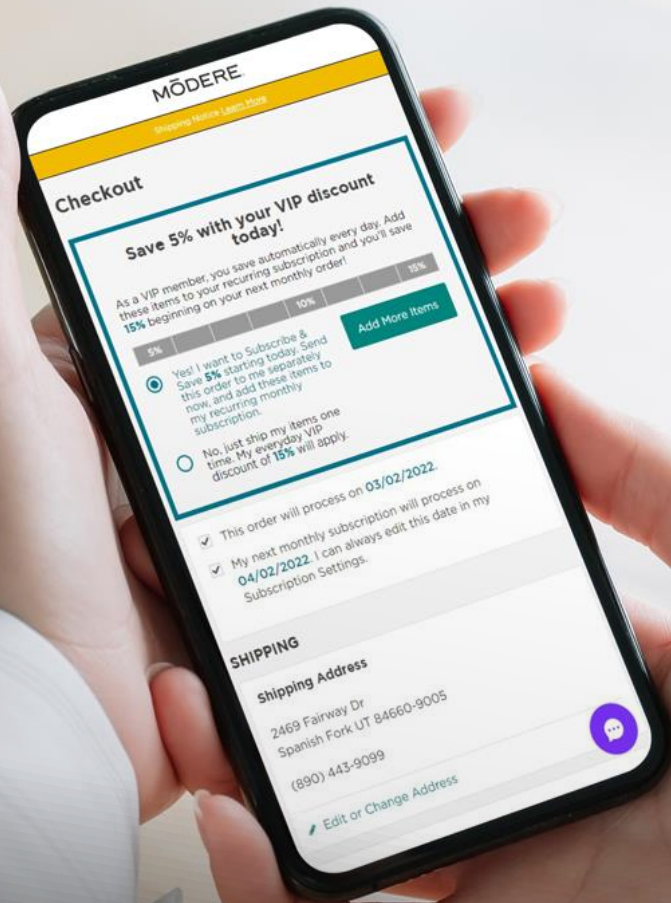 MŌDERE
Shipping Notice Learn More
Checkout
Save 5% with your VIP discount
today!
As a VIP member, you save automatically every day. Add
these items to your recurring subscription and you'll save
15% beginning on your next monthly order!
5% 10% 15%
Yes! I want to Subscribe &
Save 5% starting today. Send
this order to me separately
now, and add these items to
my recurring monthly
subscription.
Add More Items
No, just ship my items one
time. My everyday VIP
discount of 15% will apply.
This order will process on 03/02/2022.
My next monthly subscription will process on
04/02/2022. I can always edit this date in my
Subscription Settings.
SHIPPING
Shipping Address
2469 Fairway Dr
Spanish Fork UT 84660-9005
(890) 443-9099
Edit or Change Address